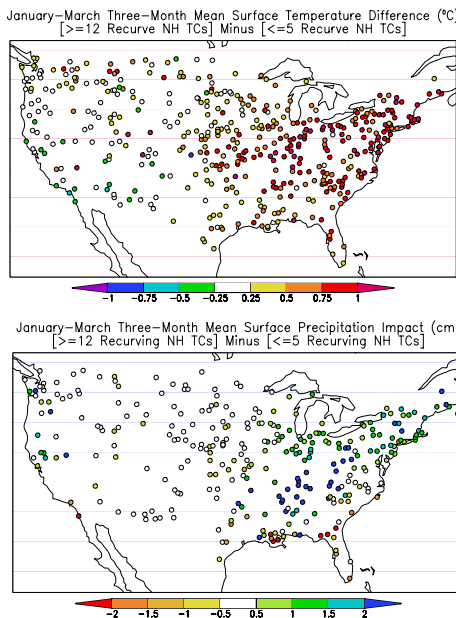 January-March Three-Month Mean Surface Temperature Difference (°C)
[>=12 Recurve NH TCs] Minus [<=5 Recurve NH TCs]
-1 -0.75 -0.5 -0.25 0.25 0.5 0.75 1
January-March Three-Month Mean Surface Precipitation Impact (cm
[>=12 Recurving NH TCs] Minus [<=5 Recurving NH TCs]
-2 -1.5 -1 -0.5 0.5 1 1.5 2